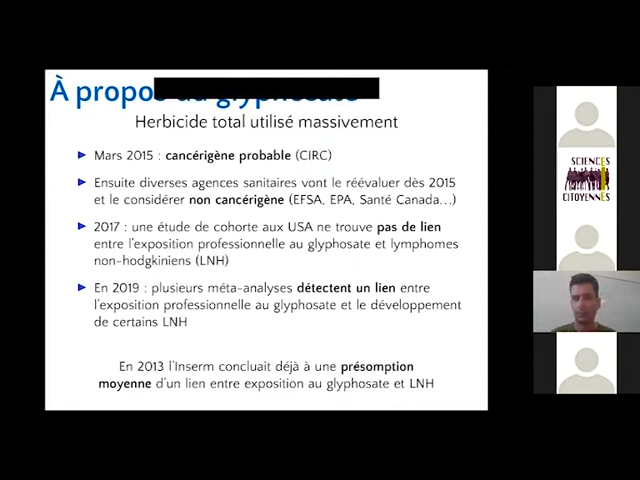 À propos du glyphosate
Herbicide total utilisé massivement
▶ Mars 2015 : cancérigène probable (CIRC)
▶ Ensuite diverses agences sanitaires vont le réévaluer dès 2015
et le considérer non cancérigène (EFSA, EPA, Santé Canada…)
▶ 2017 : une étude de cohorte aux USA ne trouve pas de lien
entre l'exposition professionnelle au glyphosate et lymphomes
non-hodgkiniens (LNH)
▶ En 2019 : plusieurs méta-analyses détectent un lien entre
l'exposition professionnelle au glyphosate et le développement
de certains LNH
En 2013 l'Inserm concluait déjà à une présomption
moyenne d'un lien entre exposition au glyphosate et LNH
SCIENCES
CITOYENNES